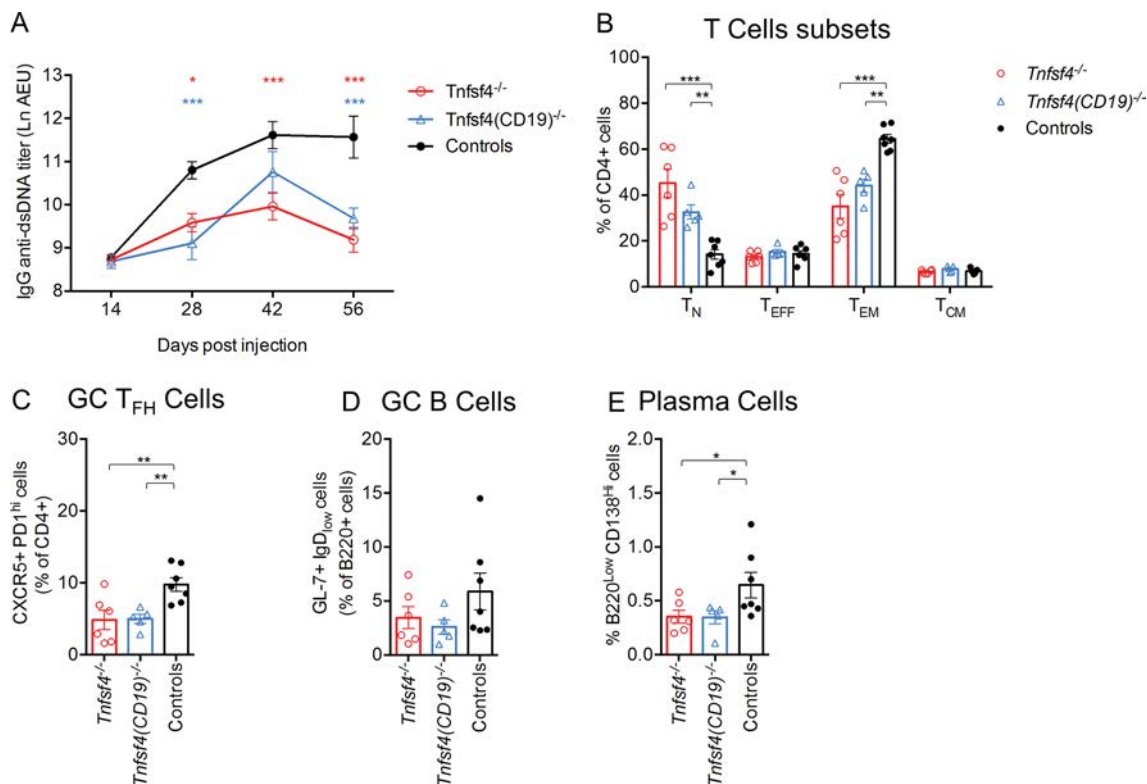 A
IgG anti-dsDNA titer (Ln AEU)
13
12
11
10
9
8
14
28
42
56
Days post injection
*
***
***
***
***
Tnfsf4-/-
Tnfsf4(CD19)-/-
Controls
B
T Cells subsets
% of CD4+ cells
100
80
60
40
20
0
***
**
***
**
TN
TEFF
TEM
TCM
Tnfsf4-/-
Tnfsf4(CD19)-/-
Controls
C GC TFH Cells
CXCR5+ PD1hi cells
(% of CD4+)
30
20
10
0
**
**
Tnfsf4-/-
Tnfsf4(CD19)-/-
Controls
D GC B Cells
GL-7+ IgDlow cells
(% of B220+ cells)
20
15
10
5
0
Tnfsf4-/-
Tnfsf4(CD19)-/-
Controls
E Plasma Cells
% B220Low CD138Hi
2.0
1.5
1.0
0.5
0.0
*
*
Tnfsf4-/-
Tnfsf4(CD19)-/-
Controls